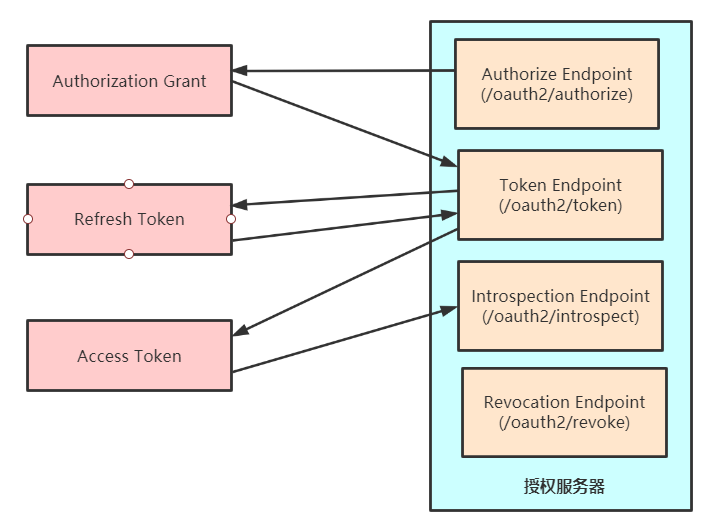 Authorization Grant
Authorize Endpoint
(/oauth2/authorize)
Refresh Token
Token Endpoint
(/oauth2/token)
Access Token
Introspection Endpoint
(/oauth2/introspect)
Revocation Endpoint
(/oauth2/revoke)
授权服务器